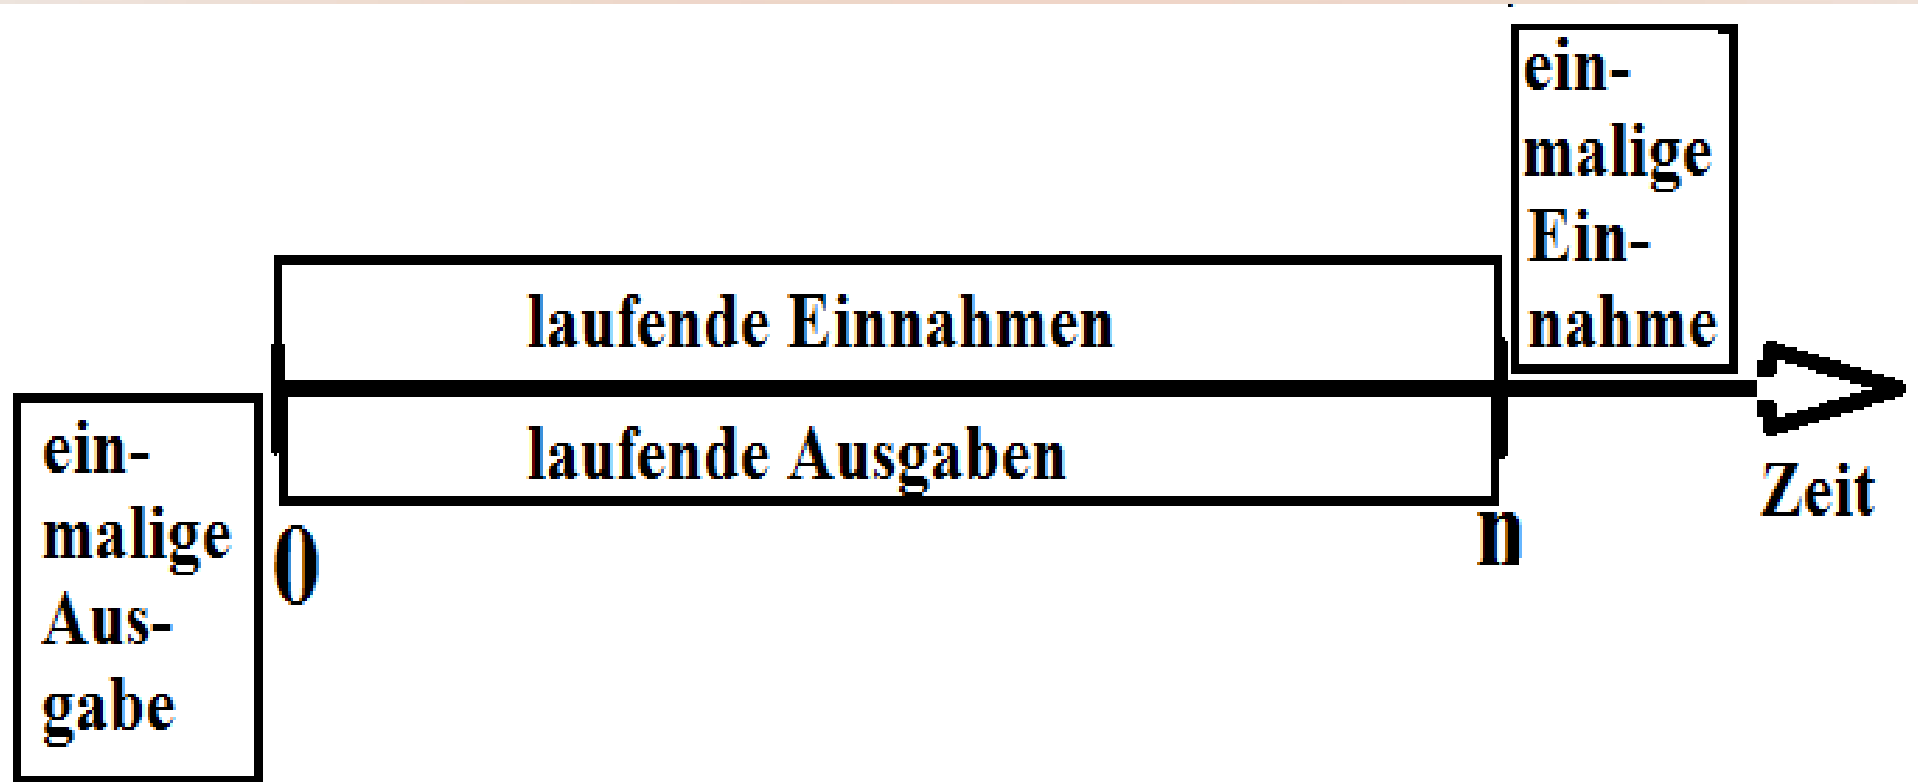 ein-
malige
Ein-
nahme
laufende Einnahmen
laufende Ausgaben
Zeit
ein-
malige
Aus-
gabe
0
n